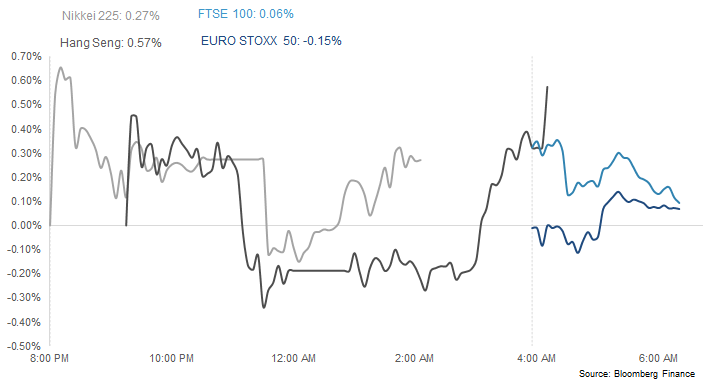 Nikkei 225: 0.27%
FTSE 100: 0.06%
Hang Seng: 0.57%
EURO STOXX 50: -0.15%
0.70%
0.60%
0.50%
0.40%
0.30%
0.20%
0.10%
0.00%
-0.10%
-0.20%
-0.30%
-0.40%
-0.50%
8:00 PM
10:00 PM
12:00 AM
2:00 AM
4:00 AM
6:00 AM
Source: Bloomberg Finance